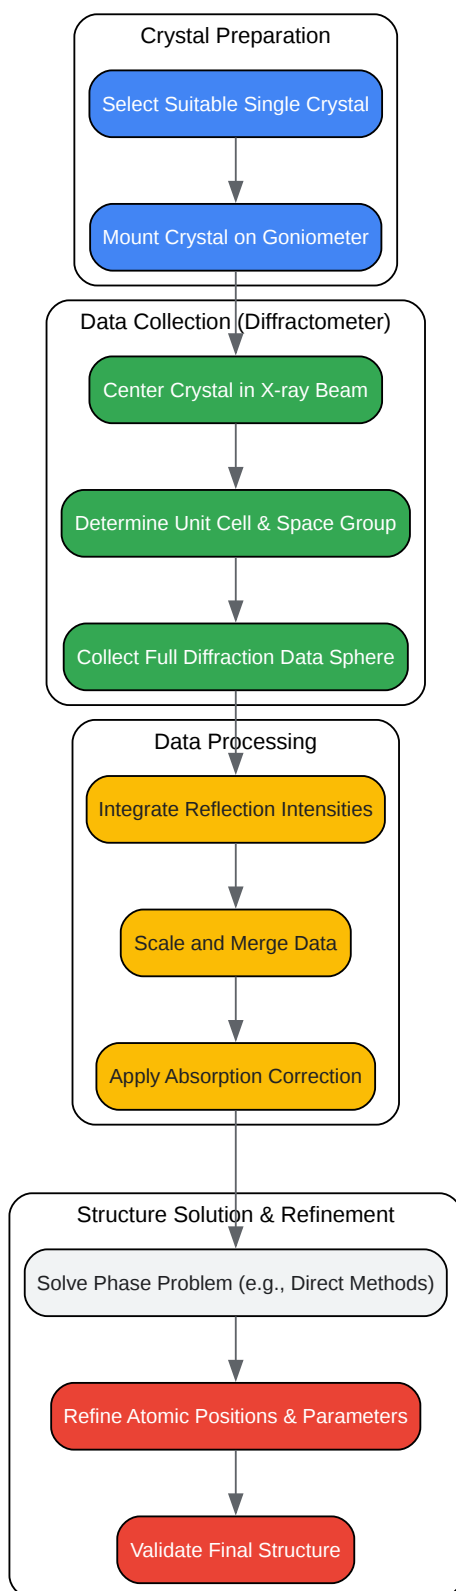 Crystal Preparation
Select Suitable Single Crystal
Mount Crystal on Goniometer
Data Collection (Diffractometer)
Center Crystal in X-ray Beam
Determine Unit Cell & Space Group
Collect Full Diffraction Data Sphere
Data Processing
Integrate Reflection Intensities
Scale and Merge Data
Apply Absorption Correction
Structure Solution & Refinement
Solve Phase Problem (e.g., Direct Methods)
Refine Atomic Positions & Parameters
Validate Final Structure